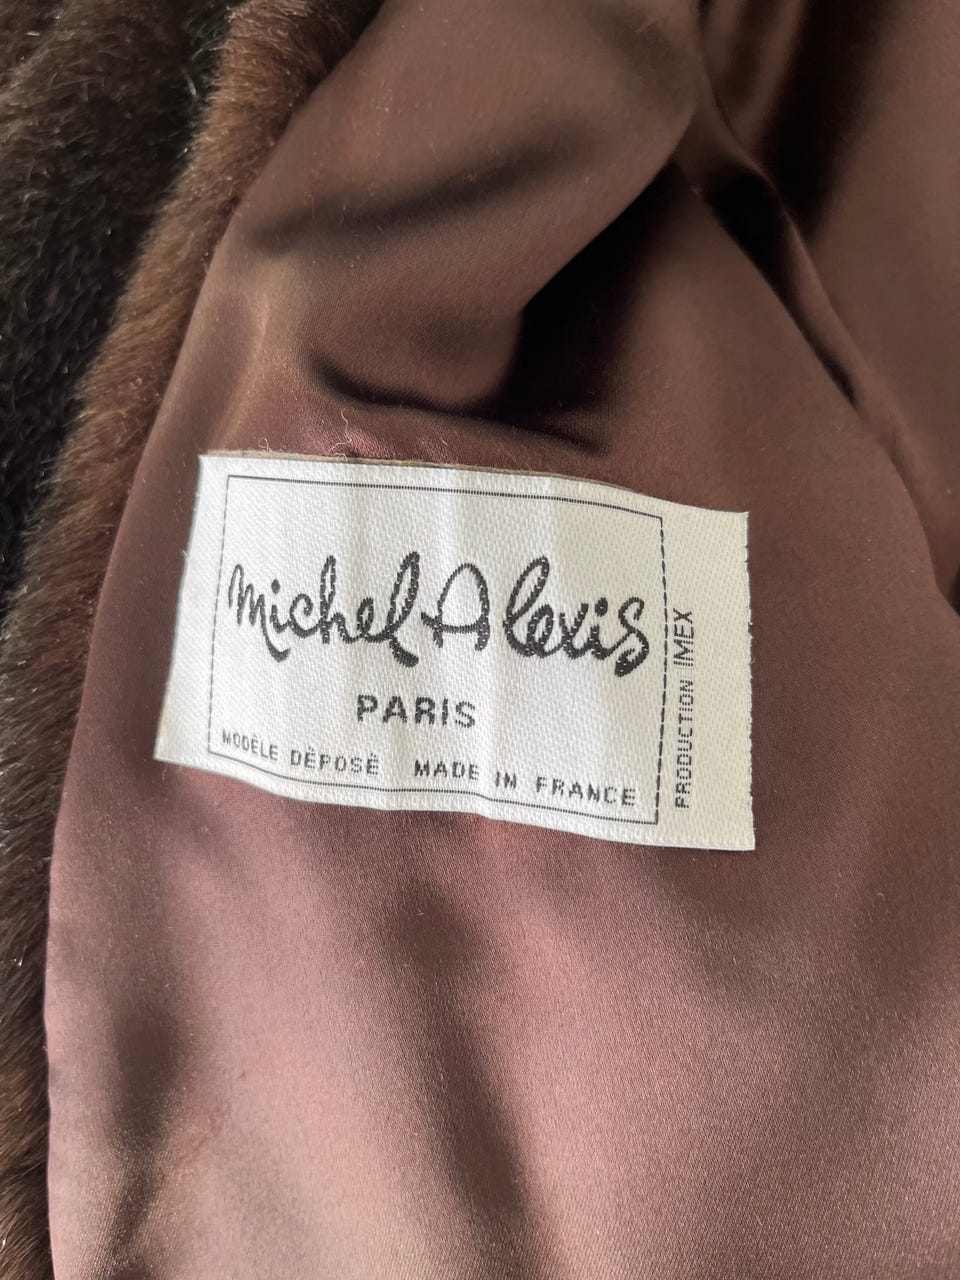 Michel Alexis
PARIS
MODÈLE DÉPOSÉ MADE IN FRANCE
PRODUCTION IMEX